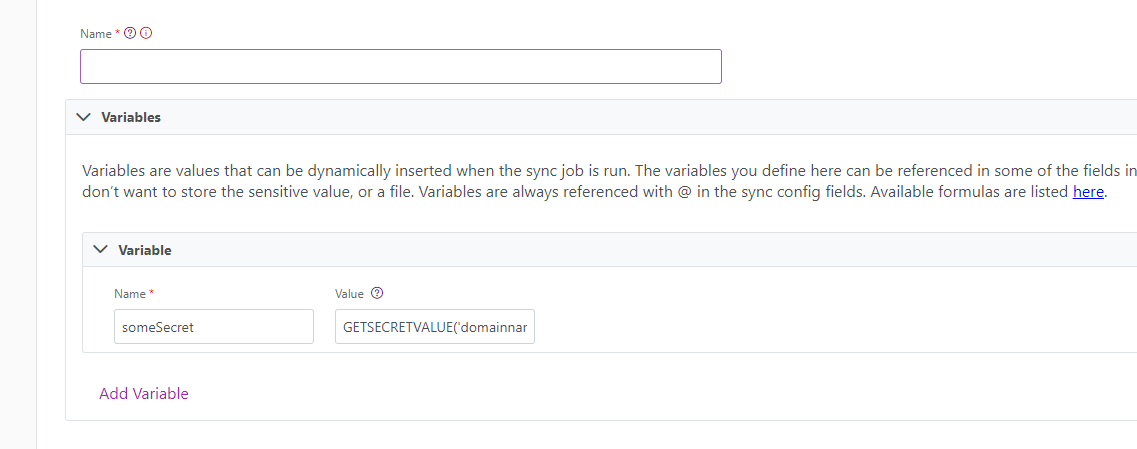 Name *
Variables
Variables are values that can be dynamically inserted when the sync job is run. The variables you define here can be referenced in some of the fields in
don't want to store the sensitive value, or a file. Variables are always referenced with @ in the sync config fields. Available formulas are listed here.
Variable
Name * Value
someSecret GETSECRETVALUE('domainnar
Add Variable